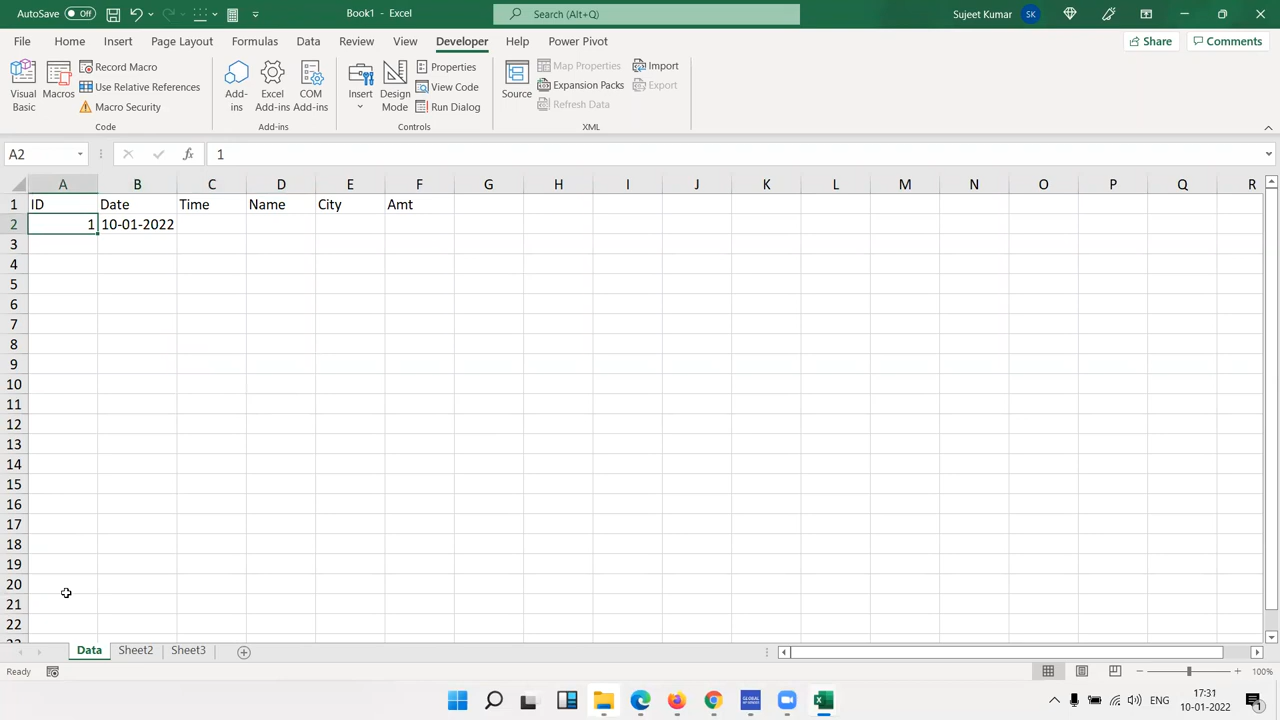 AutoSave Off Book1 - Excel Search (Alt+Q) Sujeet Kumar SK
File Home Insert Page Layout Formulas Data Review View Developer Help Power Pivot Share Comments
Visual Basic Macros Record Macro Use Relative References Macro Security
Add-ins Excel Add-ins COM Add-ins
Insert Design Mode Properties View Code Run Dialog
Source Map Properties Expansion Packs Refresh Data Import Export
Code Add-ins Controls XML
A2 fx 1
A B C D E F G H I J K L M N O P Q R
1 ID Date Time Name City Amt
2 1 10-01-2022
3
4
5
6
7
8
9
10
11
12
13
14
15
16
17
18
19
20
21
22
Data Sheet2 Sheet3
Ready 100%
ENG 17:31
10-01-2022 1